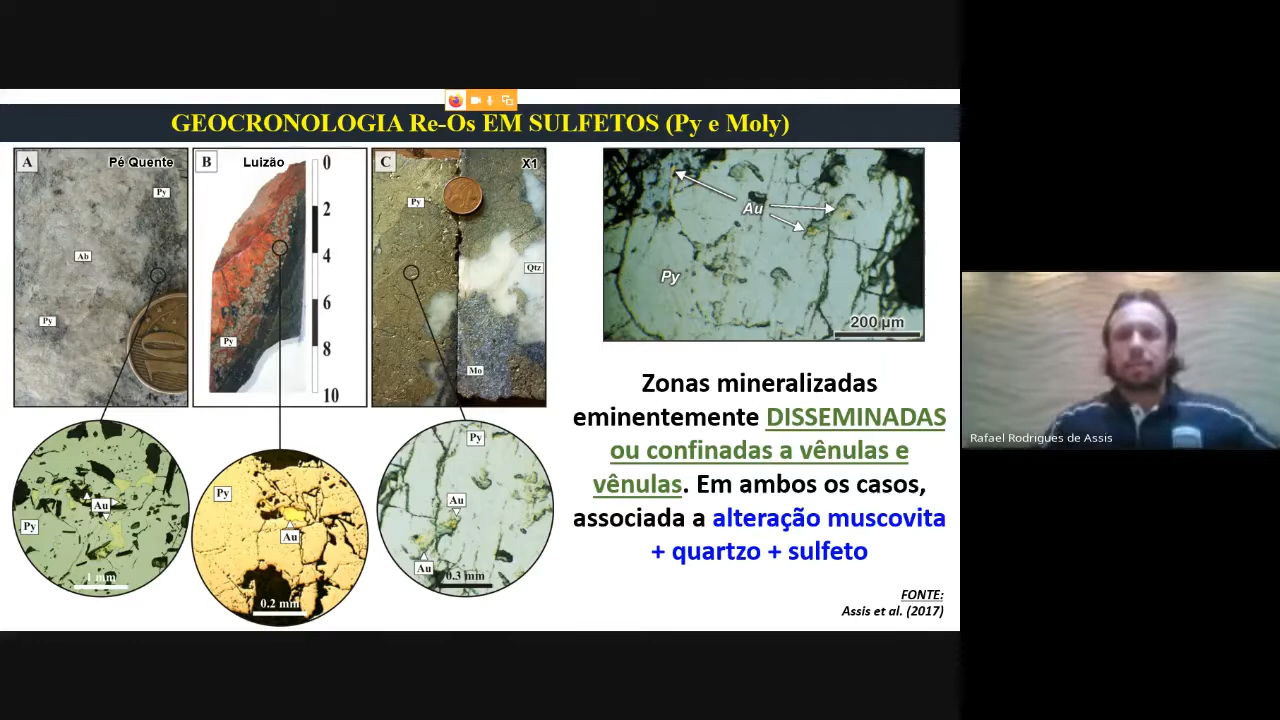 GEOCRONOLOGIA Re-Os EM SULFETOS (Py e Moly)
A
Pé Quente
Py
Ab
Py
B
Luizão
0
2
4
6
8
10
Py
C
X1
Py
Qtz
Mo
Py
Au
1 mm
Py
Au
0.2 mm
Py
Au
Au
0.3 mm
Au
Py
200 µm
Zonas mineralizadas
eminentemente DISSEMINADAS
ou confinadas a vênulas e
vênulas. Em ambos os casos,
associada a alteração muscovita
+ quartzo + sulfeto
FONTE:
Assis et al. (2017)
Rafael Rodrigues de Assis